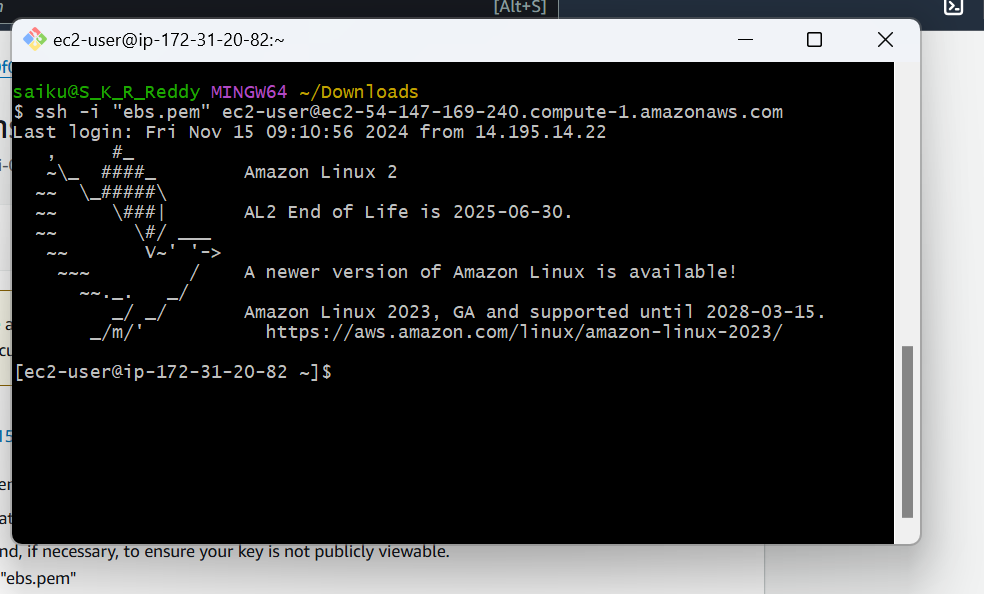 [Alt+S]
ec2-user@ip-172-31-20-82:~
saiku@S_K_R_Reddy MINGW64 ~/Downloads
$ ssh -i "ebs.pem" ec2-user@ec2-54-147-169-240.compute-1.amazonaws.com
Last login: Fri Nov 15 09:10:56 2024 from 14.195.14.22
   ,     #_
   ~\_  ####_        Amazon Linux 2
  ~~  \_#####\
  ~~     \###|       AL2 End of Life is 2025-06-30.
  ~~       \#/ ___
   ~~       V~' '->
    ~~~         /    A newer version of Amazon Linux is available!
      ~~._.   _/
         _/ _/       Amazon Linux 2023, GA and supported until 2028-03-15.
       _/m/'           https://aws.amazon.com/linux/amazon-linux-2023/
[ec2-user@ip-172-31-20-82 ~]$
nd, if necessary, to ensure your key is not publicly viewable.
"ebs.pem"